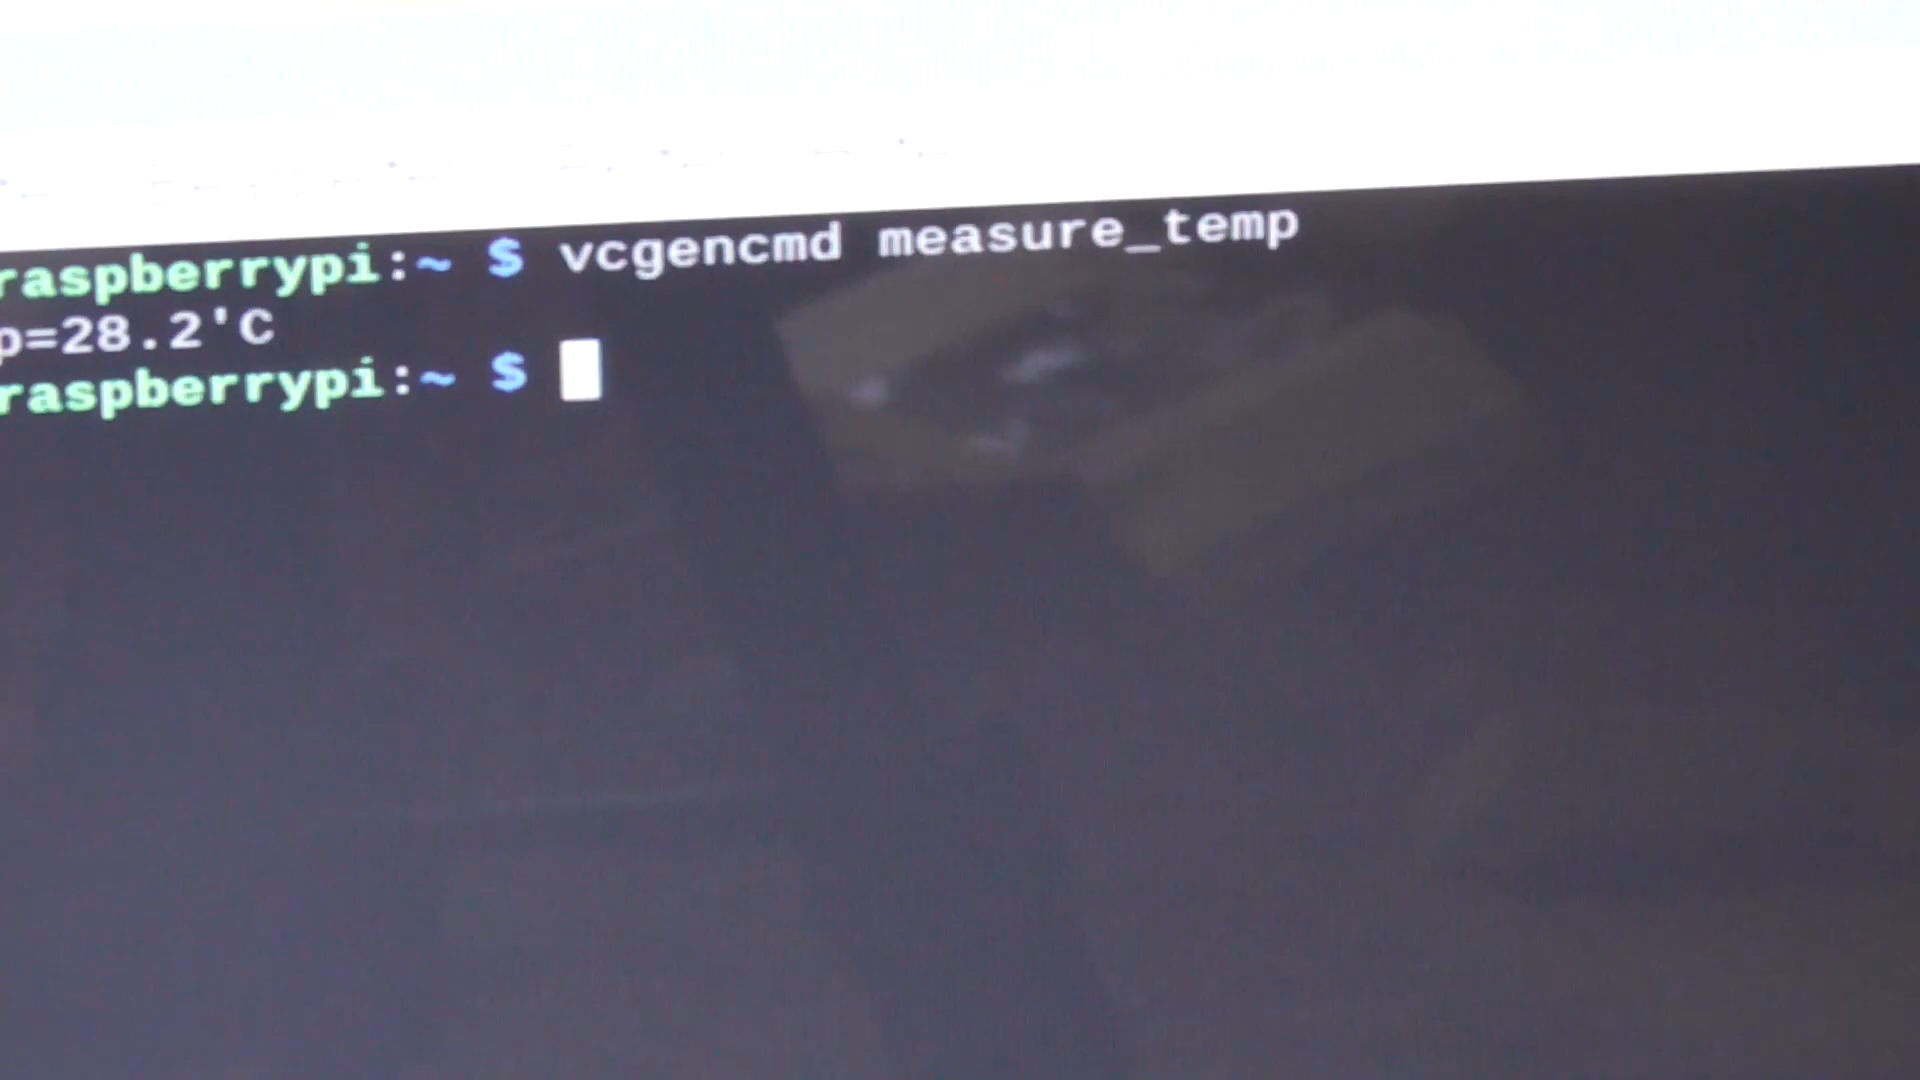 raspberrypi:~ $ vcgencmd measure_temp
p=28.2'C
raspberrypi:~ $